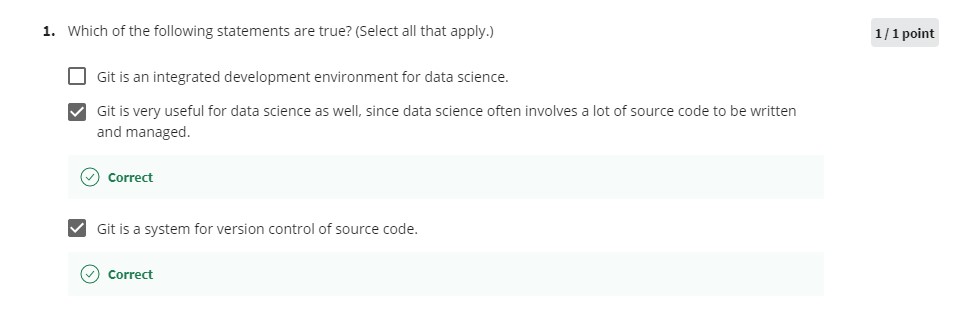 1. Which of the following statements are true? (Select all that apply.)
1 / 1 point
Git is an integrated development environment for data science.
Git is very useful for data science as well, since data science often involves a lot of source code to be written
and managed.
Correct
Git is a system for version control of source code.
Correct